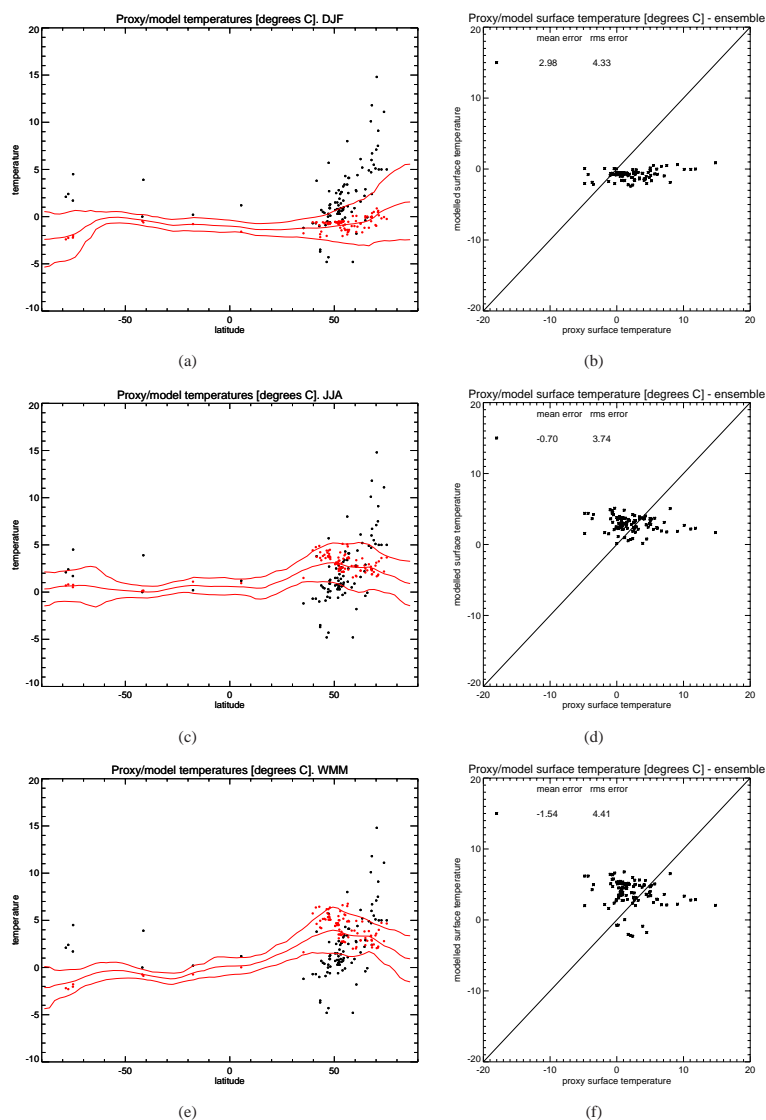 Proxy/model temperatures [degrees C]. DJF
20
15
10
5
0
-5
-10
temperature
-50
0
50
latitude
(a)
Proxy/model surface temperature [degrees C] - ensemble
mean error rms error
2.98 4.33
20
10
0
-10
-20
modelled surface temperature
-20
-10
0
10
20
proxy surface temperature
(b)
Proxy/model temperatures [degrees C]. JJA
20
15
10
5
0
-5
-10
temperature
-50
0
50
latitude
(c)
Proxy/model surface temperature [degrees C] - ensemble
mean error rms error
-0.70 3.74
20
10
0
-10
-20
modelled surface temperature
-20
-10
0
10
20
proxy surface temperature
(d)
Proxy/model temperatures [degrees C]. WMM
20
15
10
5
0
-5
-10
temperature
-50
0
50
latitude
(e)
Proxy/model surface temperature [degrees C] - ensemble
mean error rms error
-1.54 4.41
20
10
0
-10
-20
modelled surface temperature
-20
-10
0
10
20
proxy surface temperature
(f)